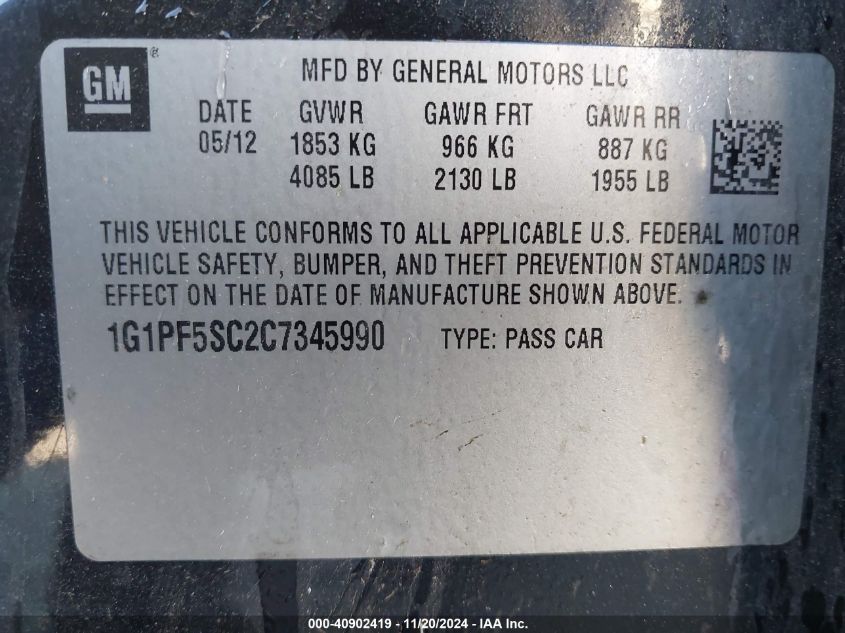 GM ®
MFD BY GENERAL MOTORS LLC
DATE GVWR GAWR FRT GAWR RR
05/12 1853 KG 966 KG 887 KG
4085 LB 2130 LB 1955 LB
THIS VEHICLE CONFORMS TO ALL APPLICABLE U.S. FEDERAL MOTOR
VEHICLE SAFETY, BUMPER, AND THEFT PREVENTION STANDARDS IN
EFFECT ON THE DATE OF MANUFACTURE SHOWN ABOVE.
1G1PF5SC2C7345990 TYPE: PASS CAR
000-40902419 - 11/20/2024 - IAA Inc.